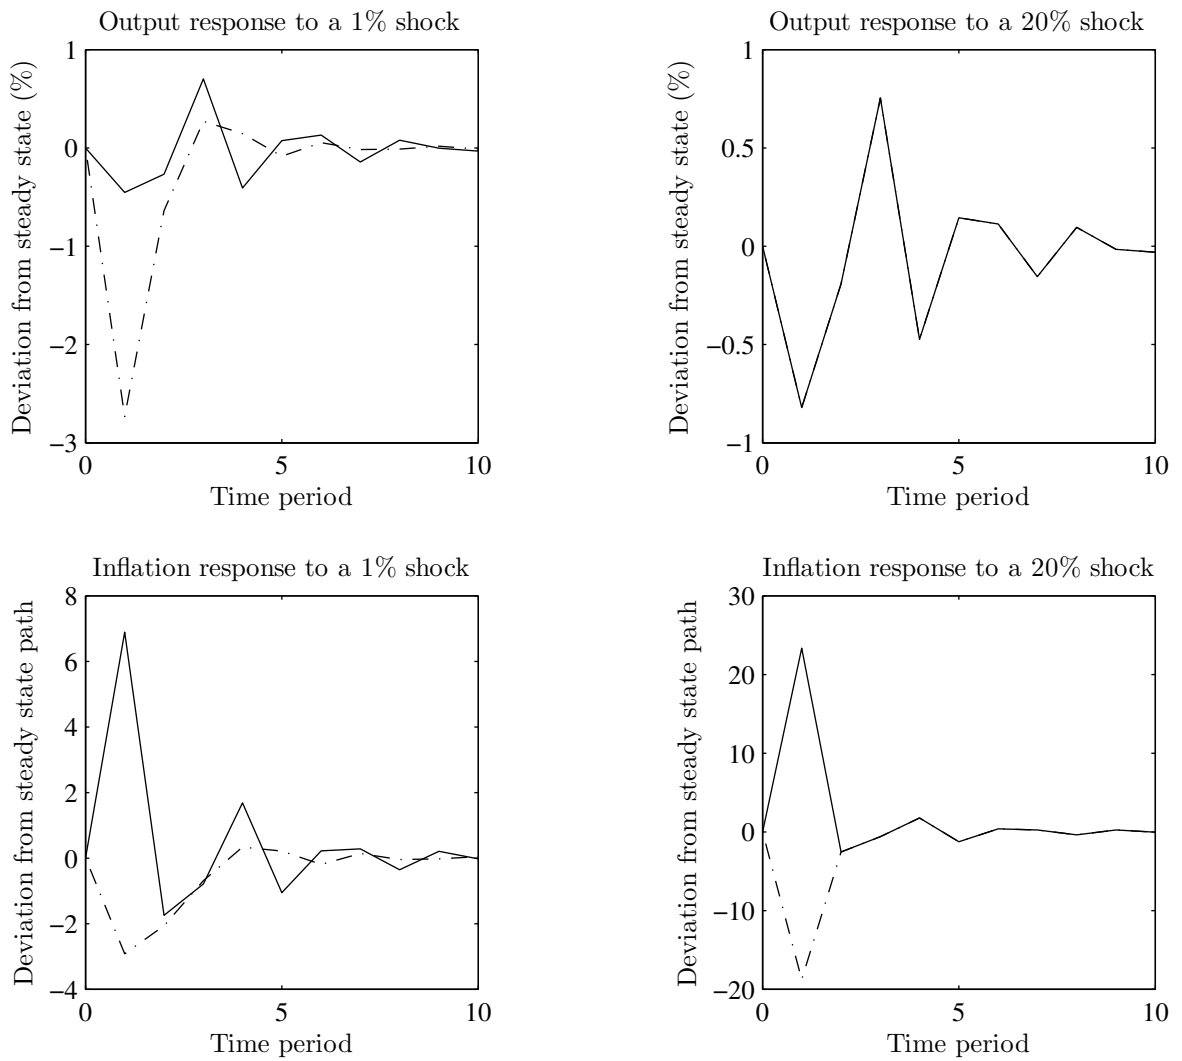 Output response to a 1% shock
Deviation from steady state (%)
1
0
−1
−2
−3
0
5
10
Time period
Output response to a 20% shock
Deviation from steady state (%)
1
0.5
0
−0.5
−1
0
5
10
Time period
Inflation response to a 1% shock
Deviation from steady state path
8
6
4
2
0
−2
−4
0
5
10
Time period
Inflation response to a 20% shock
Deviation from steady state path
30
20
10
0
−10
−20
0
5
10
Time period